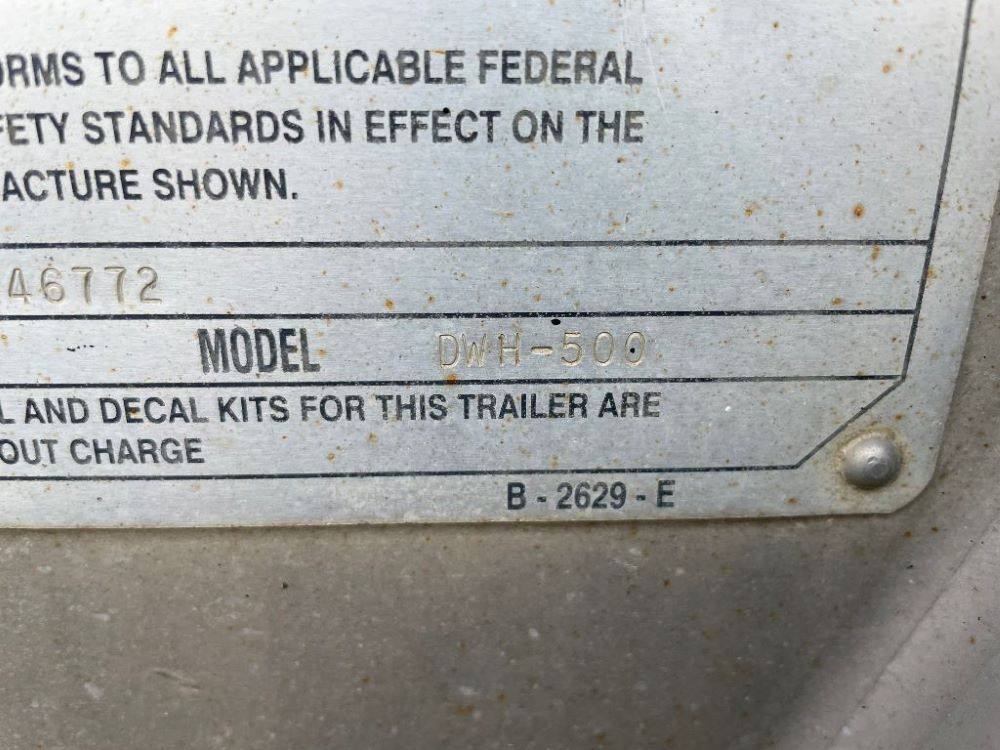 ORMS TO ALL APPLICABLE FEDERAL
FETY STANDARDS IN EFFECT ON THE
ACTURE SHOWN.
46772
MODEL DWH-500
L AND DECAL KITS FOR THIS TRAILER ARE
OUT CHARGE
B - 2629 - E